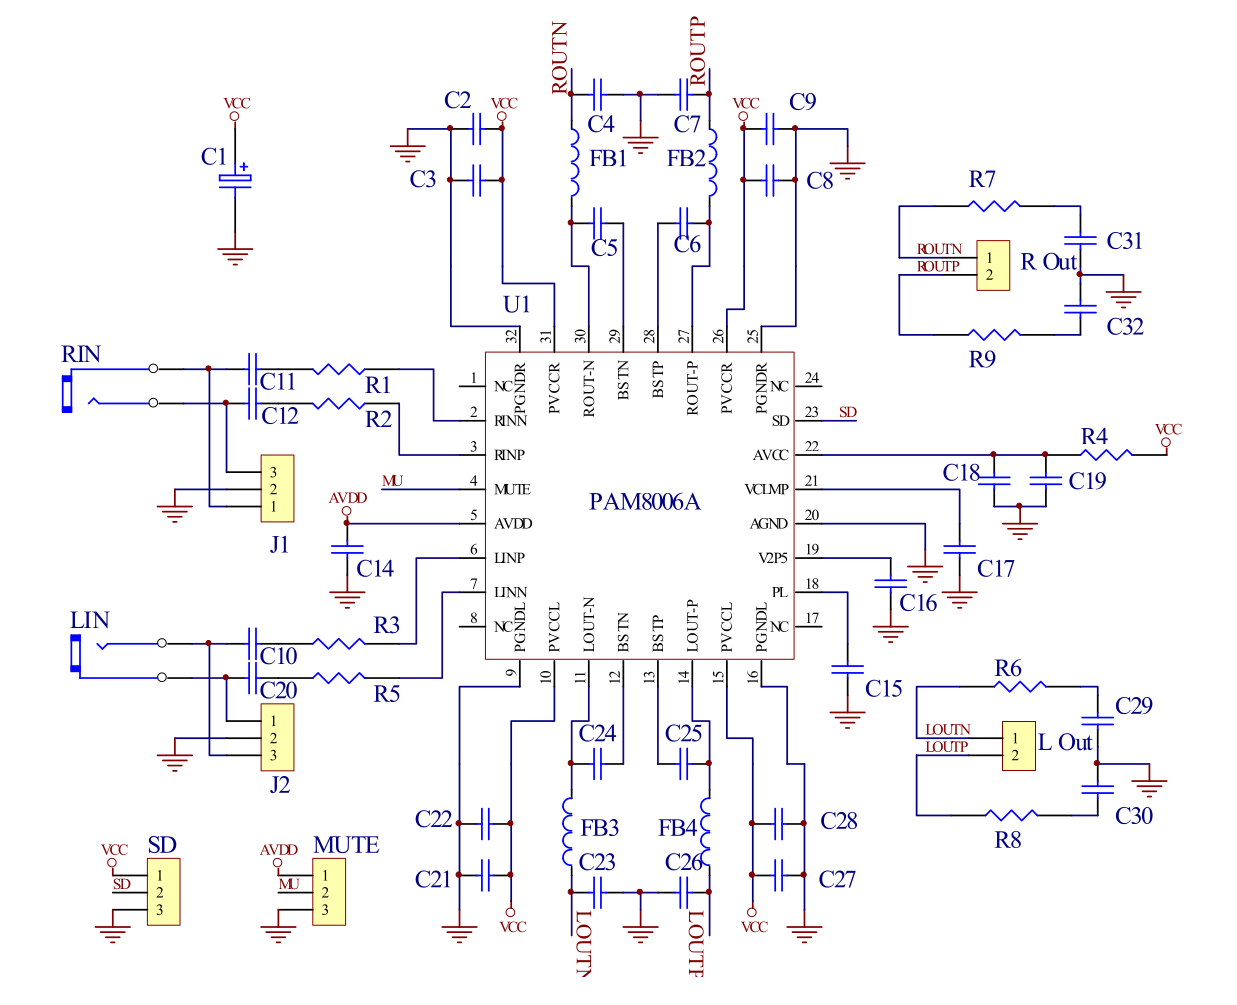 ROUTN
ROUTP
VCC
C1
+
C2
VCC
C3
C4
C7
FB1
FB2
C5
C6
VCC
C9
C8
R7
ROUTN
ROUTP
1
2
R Out
C31
C32
R9
U1
32
31
30
29
28
27
26
25
PGNDR
PVCCR
ROUT-N
BSTN
BSTP
ROUT-P
PVCCR
PGNDR
RIN
C11
R1
C12
R2
3
2
1
J1
MU
AVDD
C14
1
2
3
4
5
6
7
8
NC
RINN
RINP
MUTE
AVDD
LINP
LINN
NC
PAM8006A
NC
SD
AVCC
VCLMP
AGND
V2P5
PL
NC
24
23
22
21
20
19
18
17
SD
R4
VCC
C18
C19
C17
C16
C15
LIN
R3
C10
C20
R5
1
2
3
J2
PGNDL
PVCCL
LOUT-N
BSTN
BSTP
LOUT-P
PVCCL
PGNDL
9
10
11
12
13
14
15
16
C24
C25
C22
FB3
FB4
C28
C21
C23
C26
C27
VCC
VCC
R6
LOUTN
LOUTP
1
2
L Out
C29
C30
R8
VCC
SD
SD
1
2
3
AVDD
MUTE
MU
1
2
3